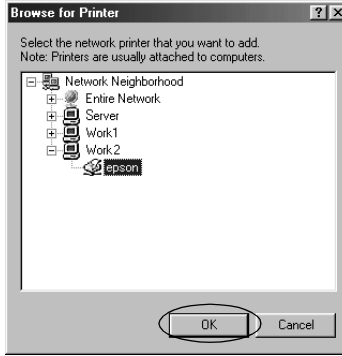 Browse for Printer
Select the network printer that you want to add.
Note: Printers are usually attached to computers.
Network Neighborhood
Entire Network
Server
Work1
Work2
epson
OK
Cancel